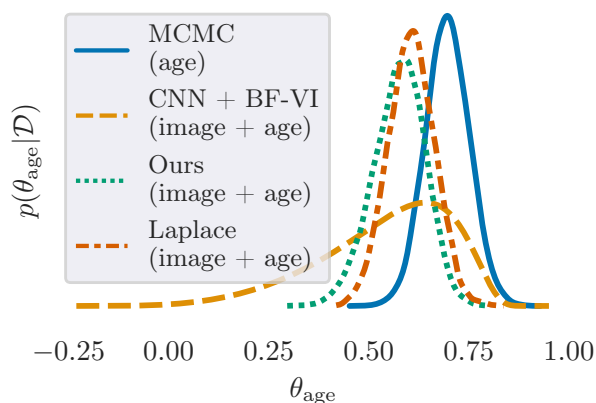 MCMC
(age)
CNN + BF-VI
(image + age)
Ours
(image + age)
Laplace
(image + age)
p(θage|𝒟)
−0.25 0.00 0.25 0.50 0.75 1.00
θage